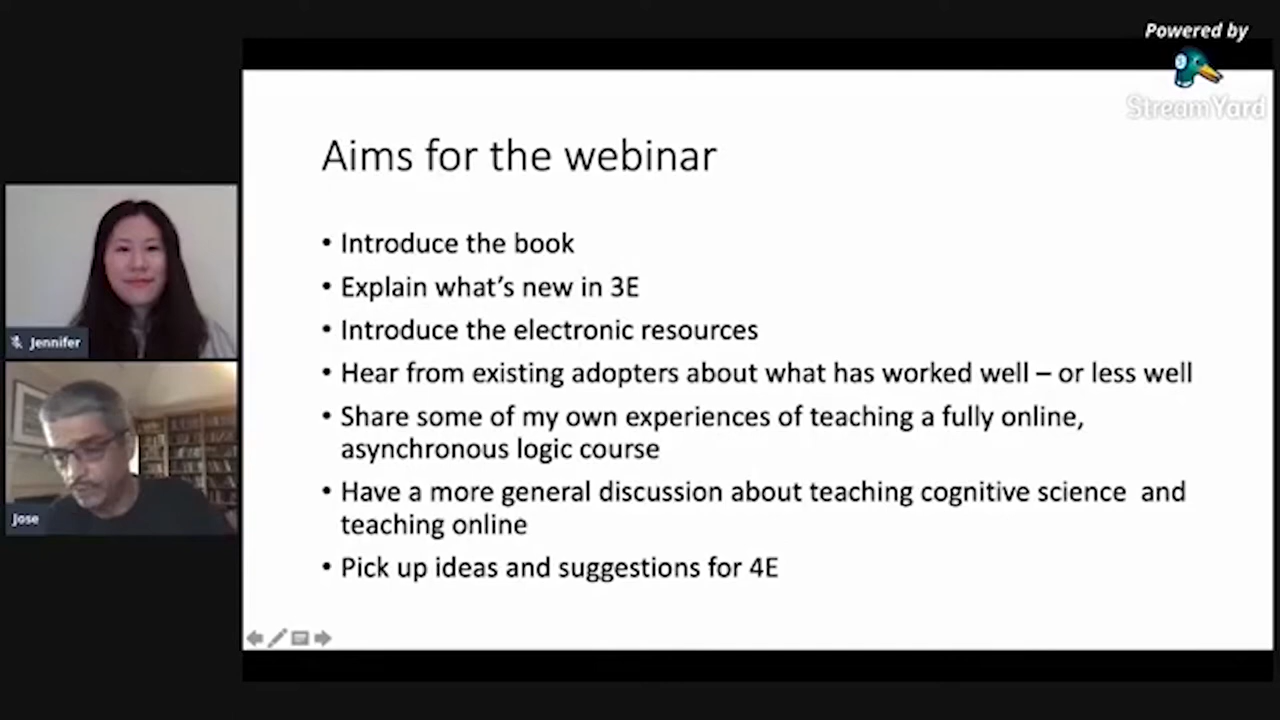 Powered by
StreamYard
Aims for the webinar
• Introduce the book
• Explain what's new in 3E
• Introduce the electronic resources
• Hear from existing adopters about what has worked well – or less well
• Share some of my own experiences of teaching a fully online,
asynchronous logic course
• Have a more general discussion about teaching cognitive science and
teaching online
• Pick up ideas and suggestions for 4E
Jennifer
Jose